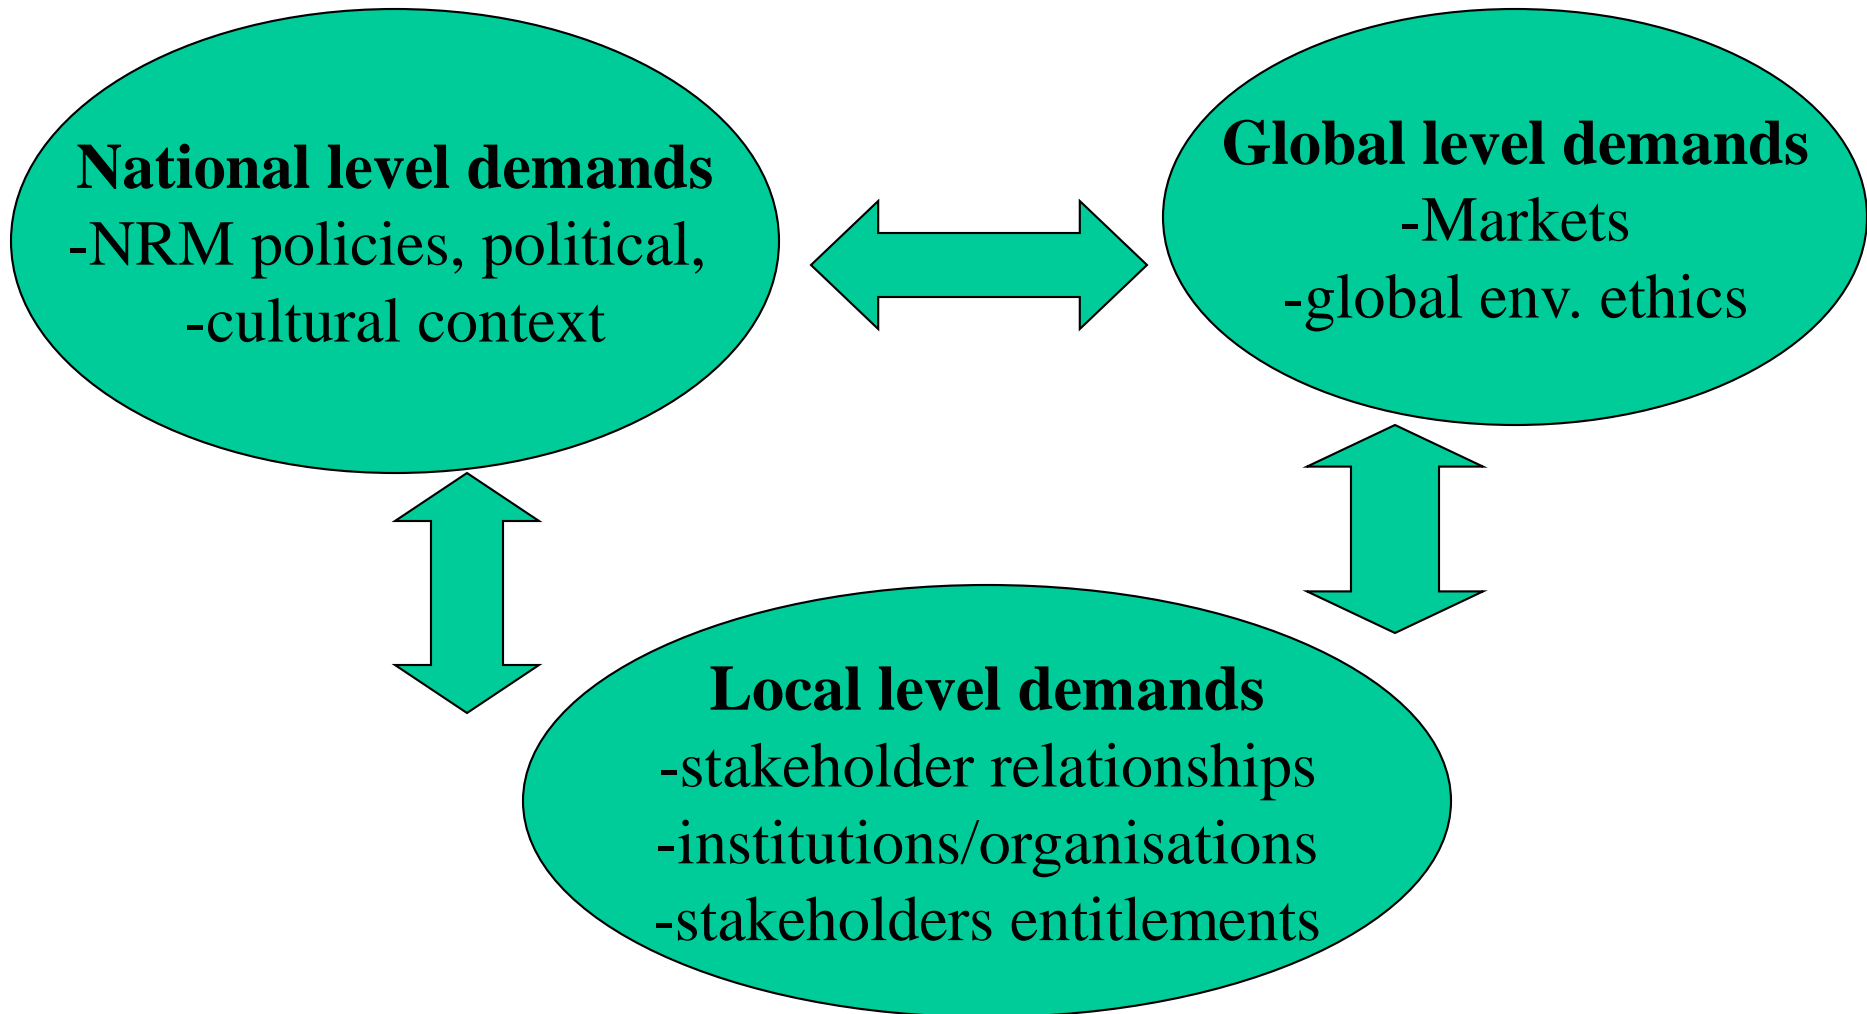 National level demands
-NRM policies, political,
-cultural context
Global level demands
-Markets
-global env. ethics
Local level demands
-stakeholder relationships
-institutions/organisations
-stakeholders entitlements